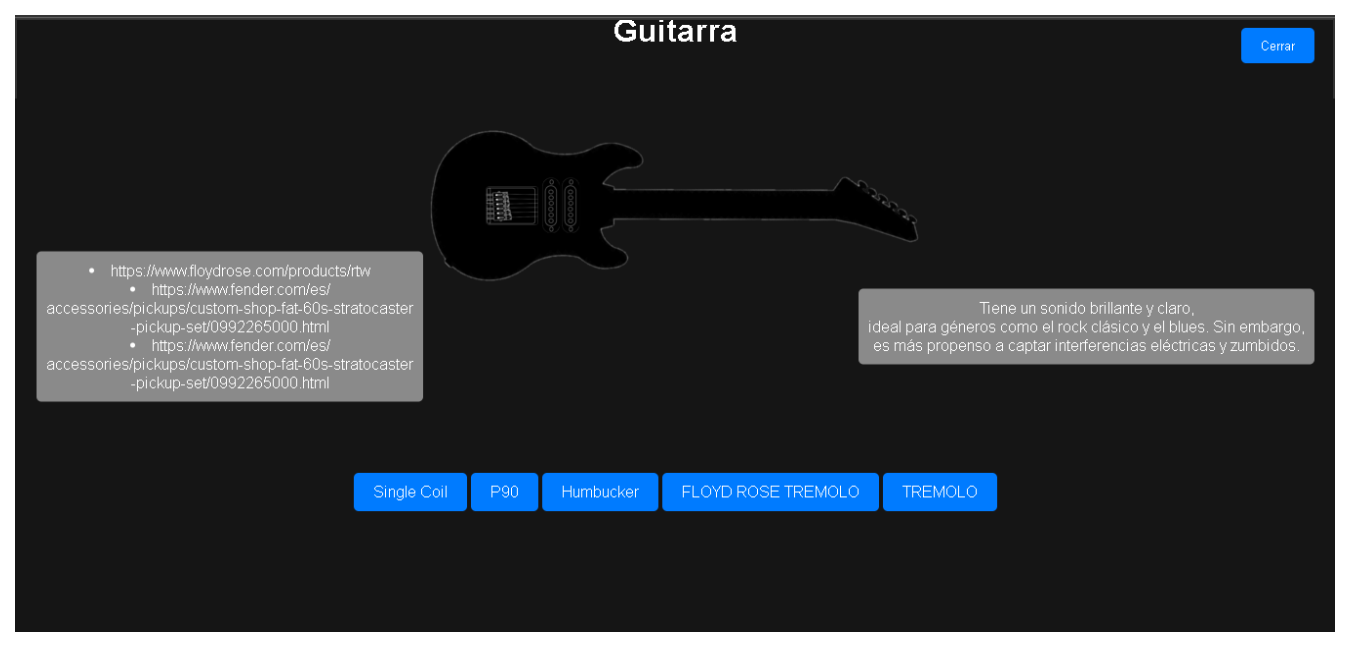 Guitarra
Cerrar
• https://www.floydrose.com/products/rtw
• https://www.fender.com/es/
accessories/pickups/custom-shop-fat-60s-stratocaster
-pickup-set/0992265000.html
• https://www.fender.com/es/
accessories/pickups/custom-shop-fat-60s-stratocaster
-pickup-set/0992265000.html
Tiene un sonido brillante y claro,
ideal para géneros como el rock clásico y el blues. Sin embargo,
es más propenso a captar interferencias eléctricas y zumbidos.
Single Coil
P90
Humbucker
FLOYD ROSE TREMOLO
TREMOLO